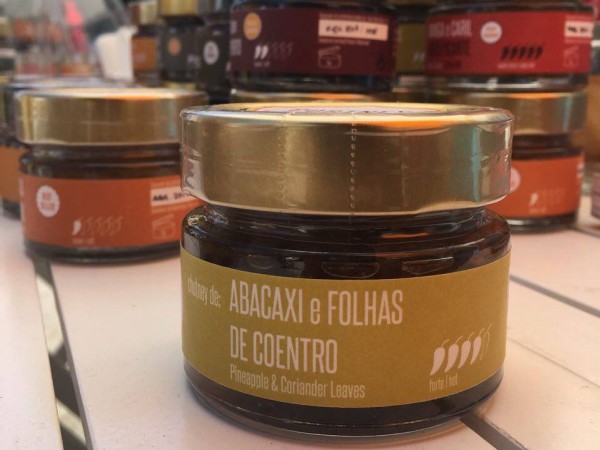 chutney de:
ABACAXI e FOLHAS
DE COENTRO
Pineapple & Coriander Leaves
forte | hot